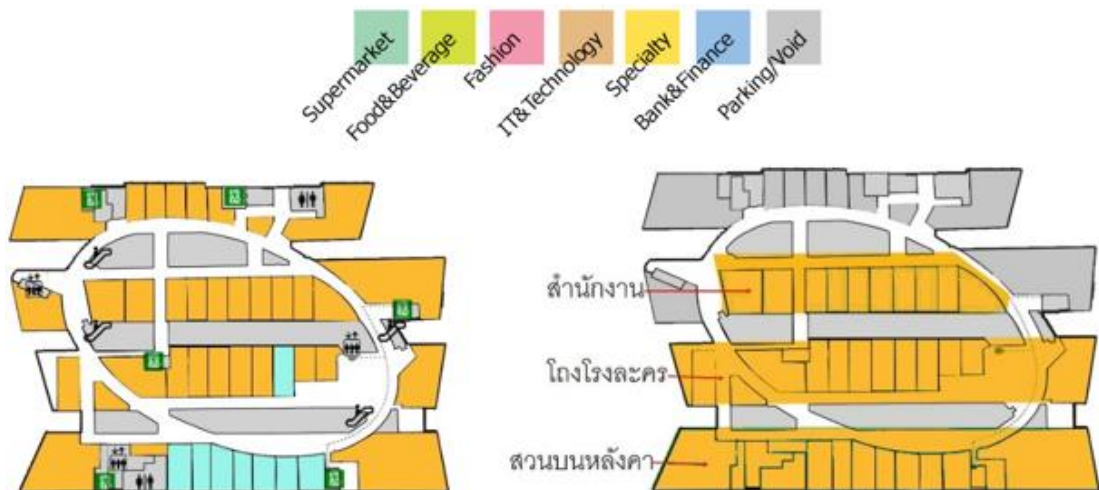 Supermarket
Food&Beverage
Fashion
IT&Technology
Specialty
Bank&Finance
Parking/Void
สำนักงาน
โถงโรงละคร
สวนบนหลังคา